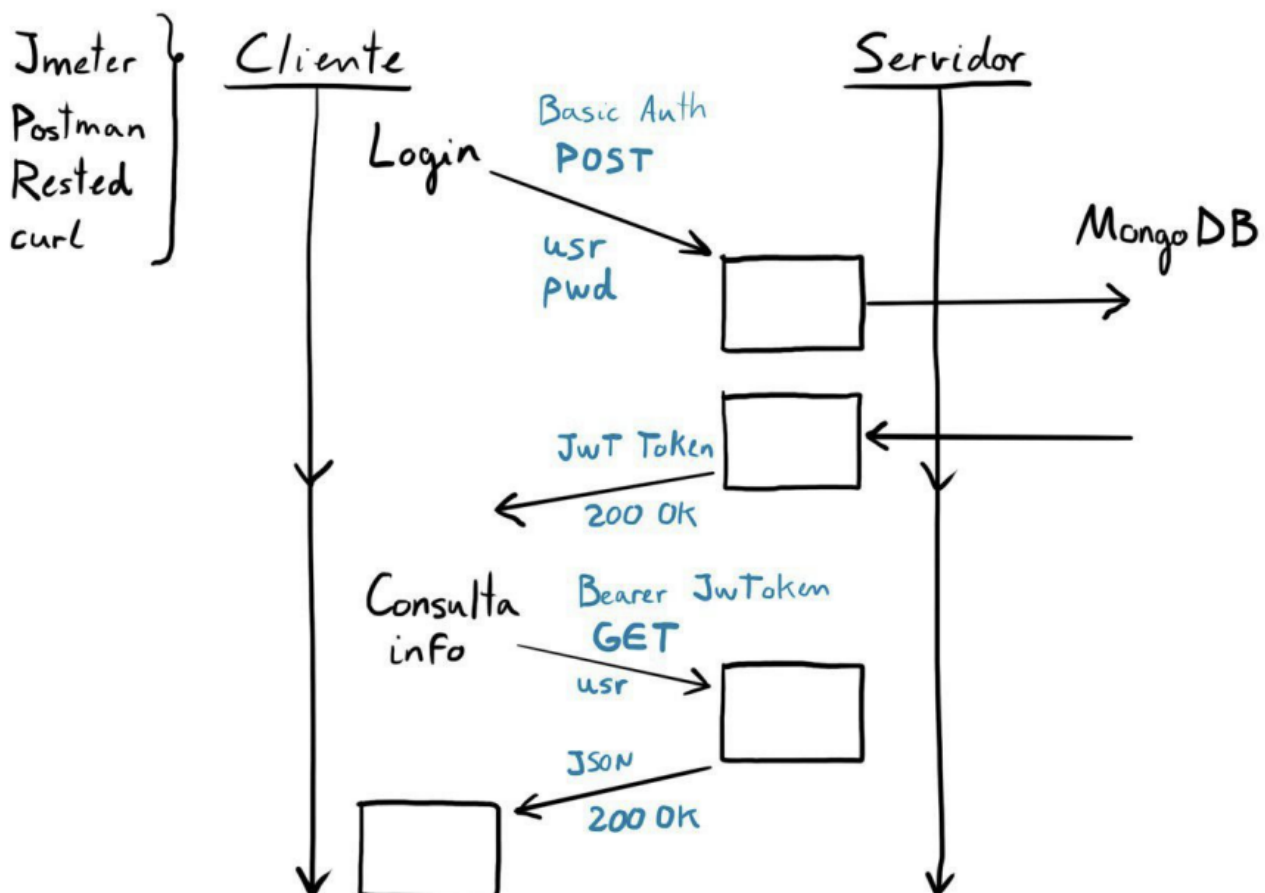 Jmeter
Postman
Rested
curl
Cliente
Servidor
Login
Basic Auth
POST
usr
pwd
MongoDB
JWT Token
200 OK
Consulta
info
Bearer JwToken
GET
usr
JSON
200 OK